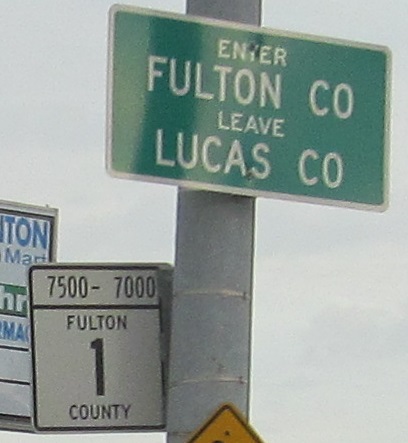 ENTER
FULTON CO
LEAVE
LUCAS CO
7500- 7000
FULTON
1
COUNTY